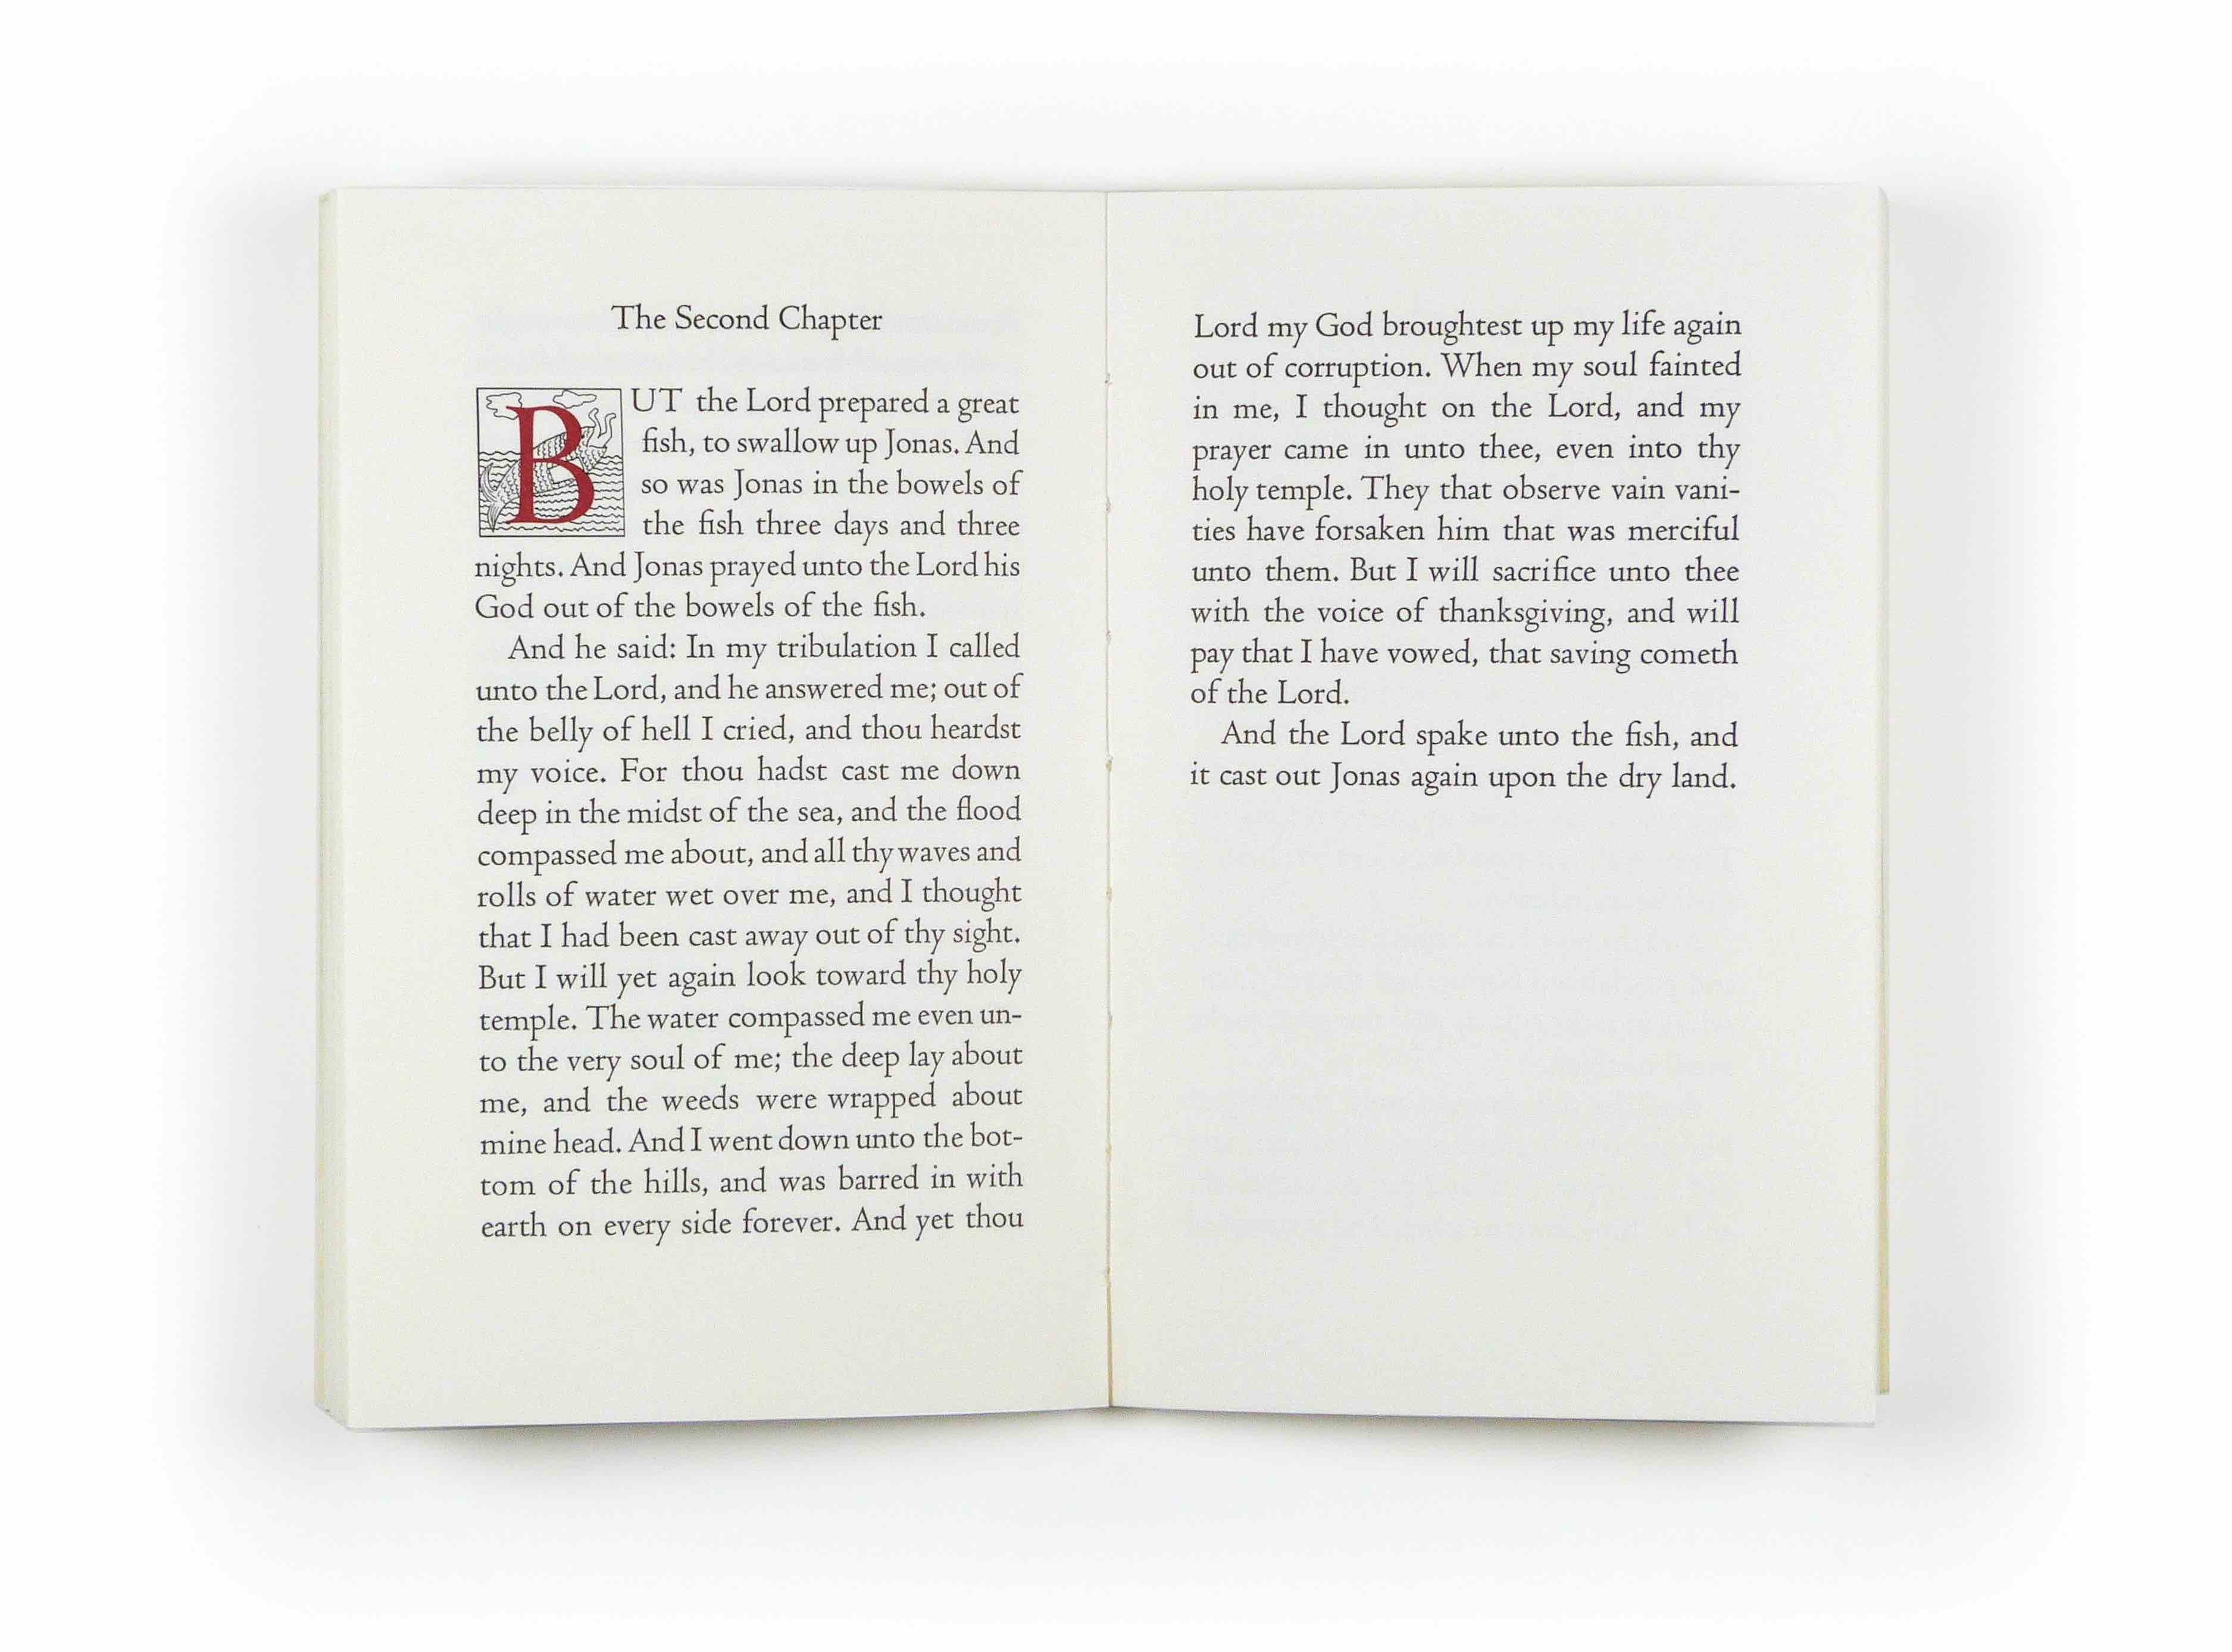 The Second Chapter
BUT the Lord prepared a great
fish, to swallow up Jonas. And
so was Jonas in the bowels of
the fish three days and three
nights. And Jonas prayed unto the Lord his
God out of the bowels of the fish.
And he said: In my tribulation I called
unto the Lord, and he answered me; out of
the belly of hell I cried, and thou heardst
my voice. For thou hadst cast me down
deep in the midst of the sea, and the flood
compassed me about, and all thy waves and
rolls of water wet over me, and I thought
that I had been cast away out of thy sight.
But I will yet again look toward thy holy
temple. The water compassed me even un-
to the very soul of me; the deep lay about
me, and the weeds were wrapped about
mine head. And I went down unto the bot-
tom of the hills, and was barred in with
earth on every side forever. And yet thou
Lord my God broughtest up my life again
out of corruption. When my soul fainted
in me, I thought on the Lord, and my
prayer came in unto thee, even into thy
holy temple. They that observe vain vani-
ties have forsaken him that was merciful
unto them. But I will sacrifice unto thee
with the voice of thanksgiving, and will
pay that I have vowed, that saving cometh
of the Lord.
And the Lord spake unto the fish, and
it cast out Jonas again upon the dry land.